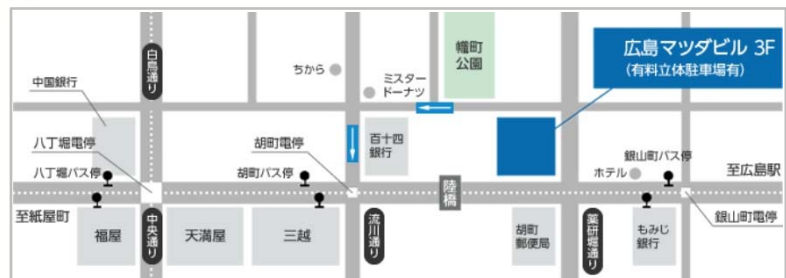 白島通り
中国銀行
八丁堀電停
八丁堀バス停
至紙屋町
福屋
中央通り
天満屋
三越
ちから
胡町電停
胡町バス停
流川通り
ミスター
ドーナツ
百十四
銀行
幟町
公園
陸橋
広島マツダビル 3F
(有料立体駐車場有)
胡町
郵便局
薬研堀通り
ホテル
銀山町バス停
至広島駅
もみじ
銀行
銀山町電停